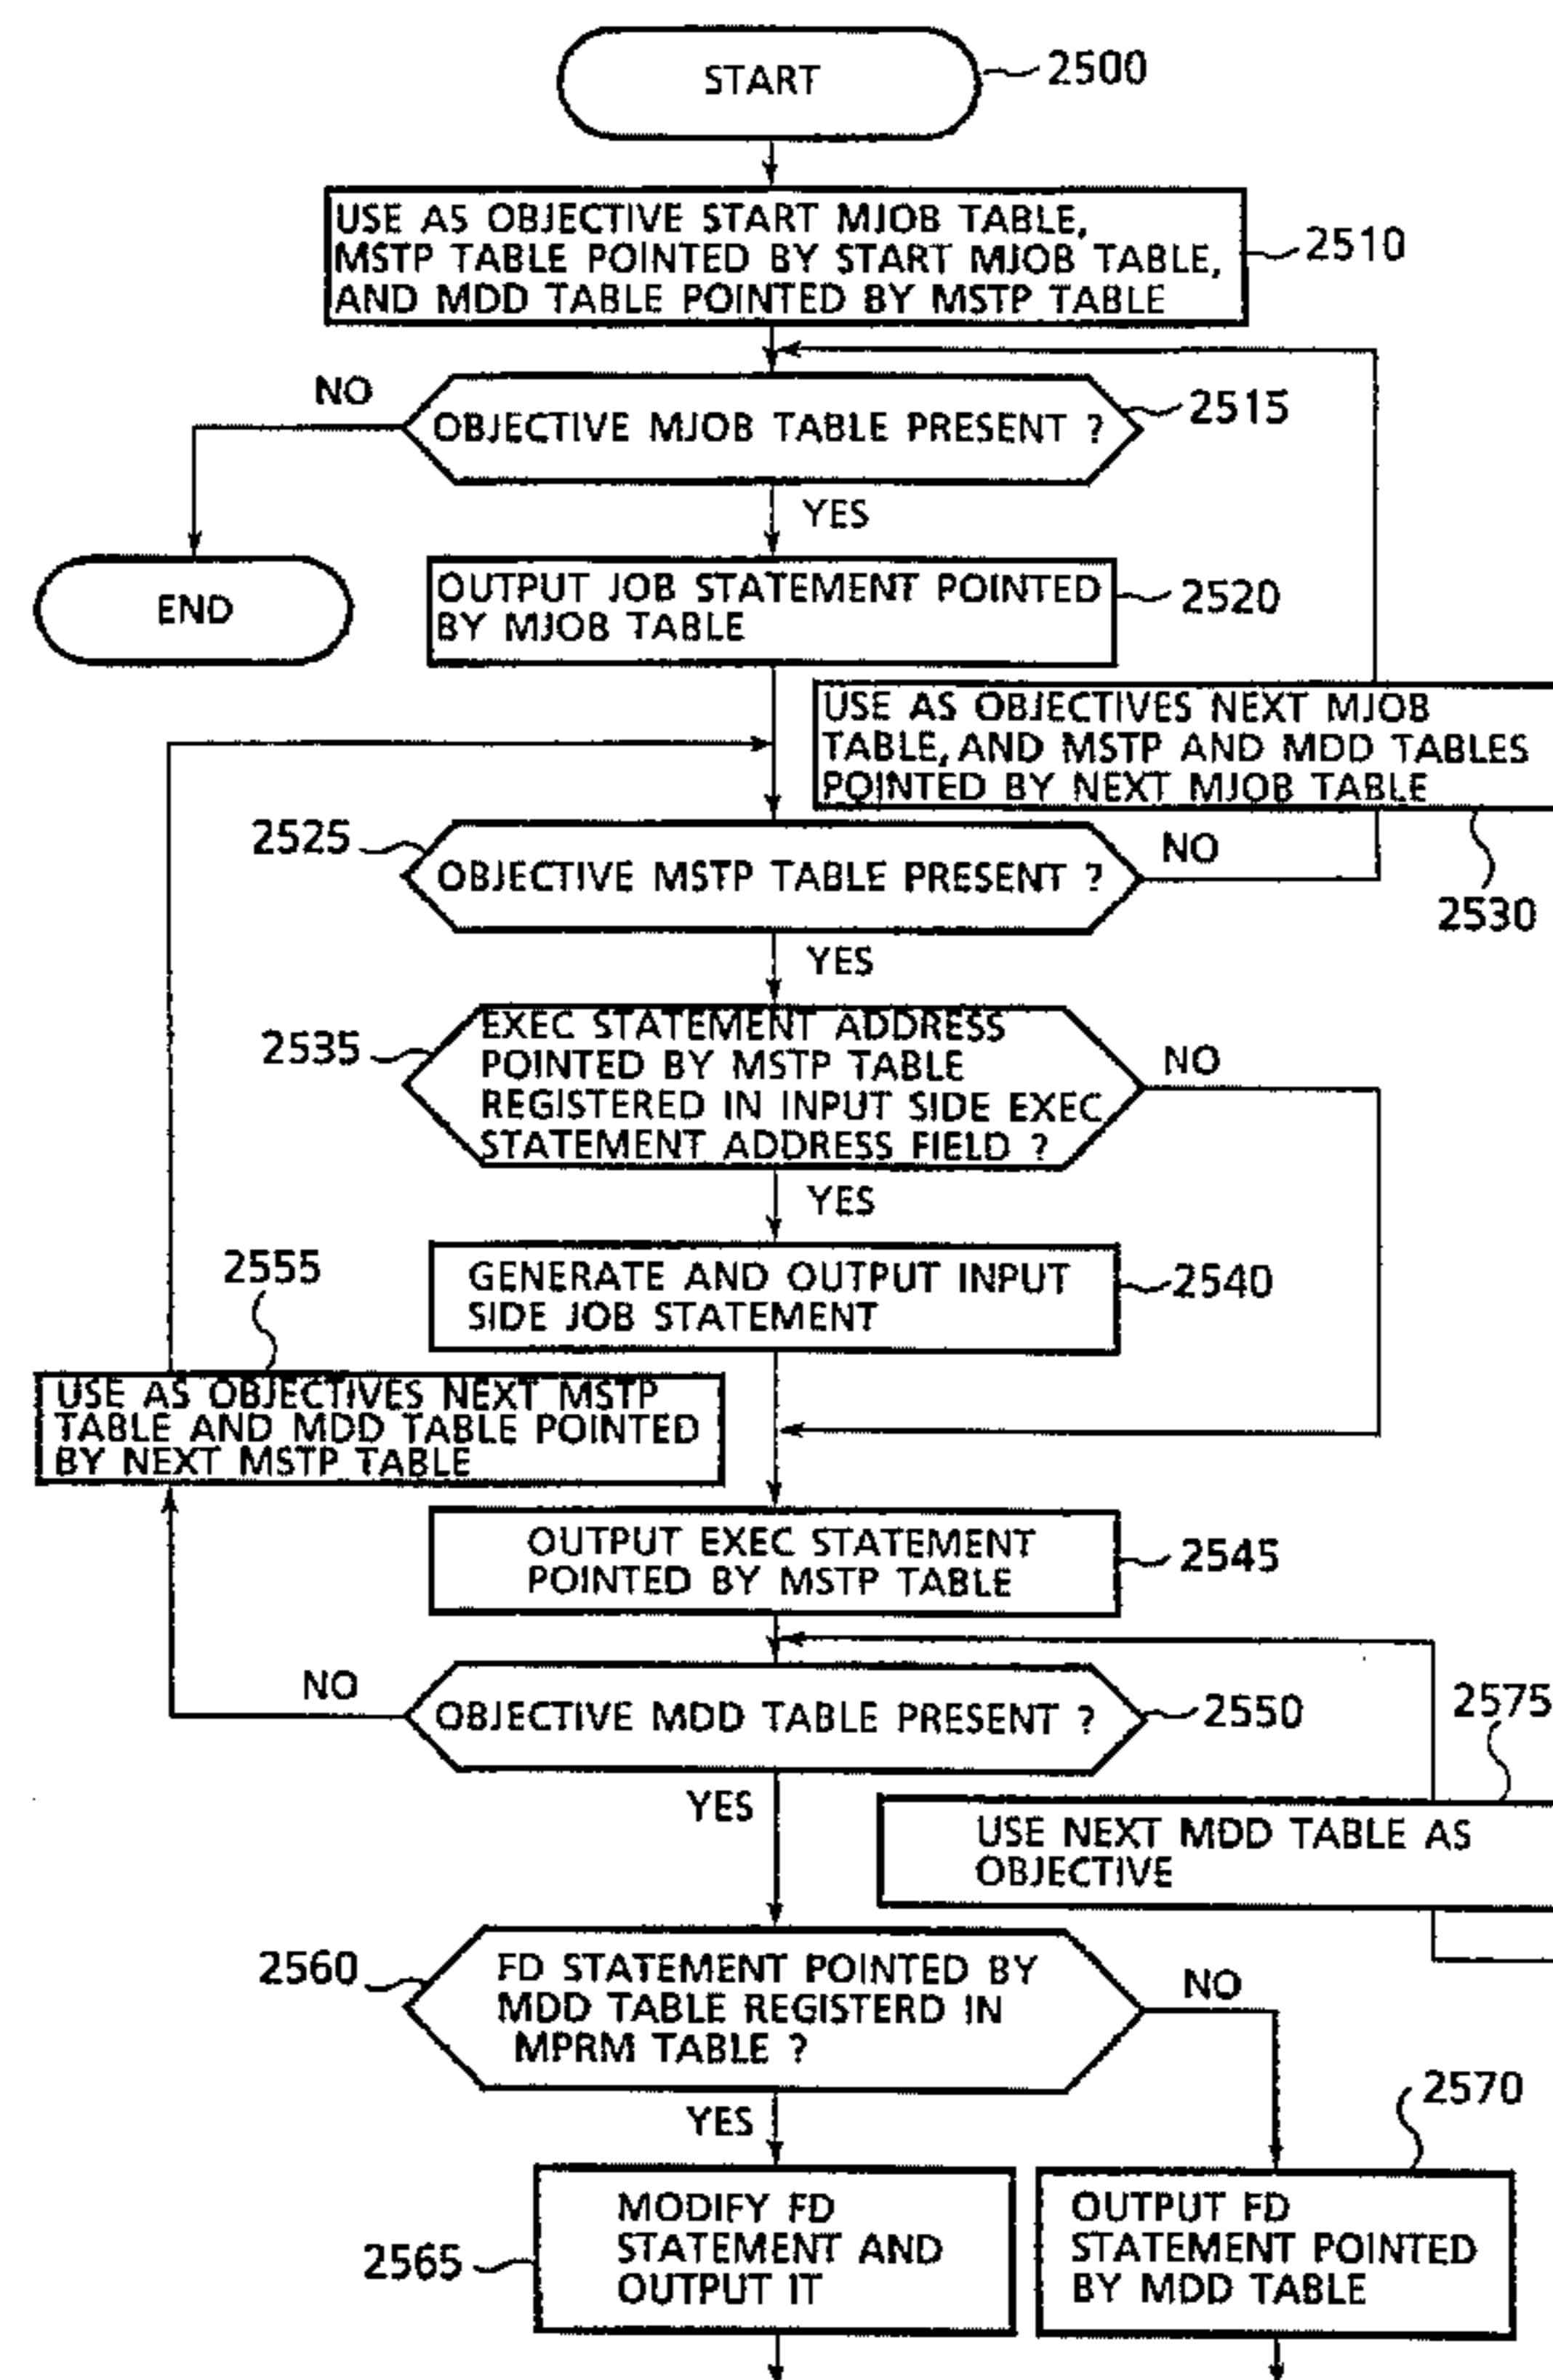 START
2500
USE AS OBJECTIVE START MJOB TABLE,
MSTP TABLE POINTED BY START MJOB TABLE,
AND MDD TABLE POINTED BY MSTP TABLE
2510
NO
OBJECTIVE MJOB TABLE PRESENT ?
2515
YES
END
OUTPUT JOB STATEMENT POINTED
BY MJOB TABLE
2520
USE AS OBJECTIVES NEXT MJOB
TABLE, AND MSTP AND MDD TABLES
POINTED BY NEXT MJOB TABLE
2530
2525
OBJECTIVE MSTP TABLE PRESENT ?
NO
YES
2535
EXEC STATEMENT ADDRESS
POINTED BY MSTP TABLE
REGISTERED IN INPUT SIDE EXEC
STATEMENT ADDRESS FIELD ?
NO
YES
GENERATE AND OUTPUT INPUT
SIDE JOB STATEMENT
2540
2555
USE AS OBJECTIVES NEXT MSTP
TABLE AND MDD TABLE POINTED
BY NEXT MSTP TABLE
OUTPUT EXEC STATEMENT
POINTED BY MSTP TABLE
2545
NO
OBJECTIVE MDD TABLE PRESENT ?
2550
2575
YES
USE NEXT MDD TABLE AS
OBJECTIVE
2560
FD STATEMENT POINTED BY
MDD TABLE REGISTERD IN
MPRM TABLE ?
NO
YES
2570
MODIFY FD
STATEMENT AND
OUTPUT IT
2565
OUTPUT FD
STATEMENT POINTED
BY MDD TABLE